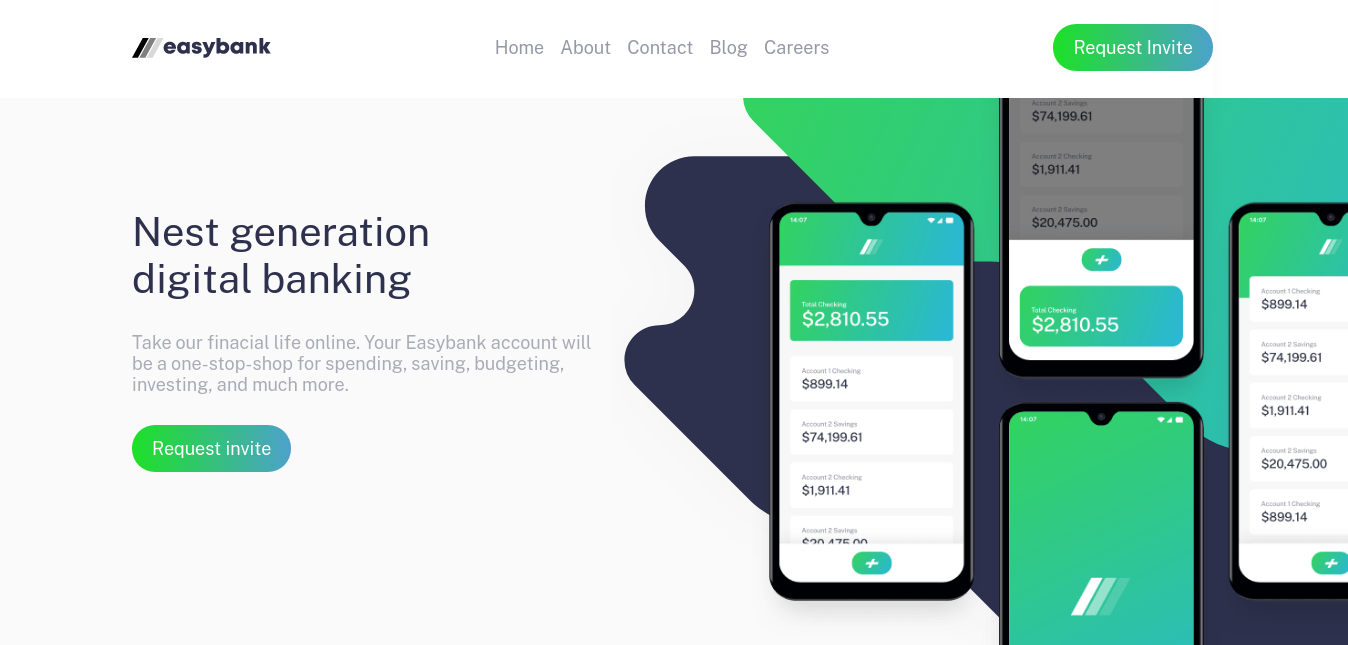 easybank
Home About Contact Blog Careers
Request Invite
Nest generation
digital banking
Take our finacial life online. Your Easybank account will
be a one-stop-shop for spending, saving, budgeting,
investing, and much more.
Request invite
14:07
Total Checking
$2,810.55
Account 1 Checking
$899.14
Account 2 Savings
$74,199.61
Account 2 Checking
$1,911.41
Account 2 Savings
$20,475.00
Account 2 Savings
$74,199.61
Account 2 Checking
$1,911.41
Account 2 Savings
$20,475.00
Total Checking
$2,810.55
14:07
14:07
Account 1 Checking
$899.14
Account 2 Savings
$74,199.61
Account 2 Checking
$1,911.41
Account 2 Savings
$20,475.00
Account 1 Checking
$899.14